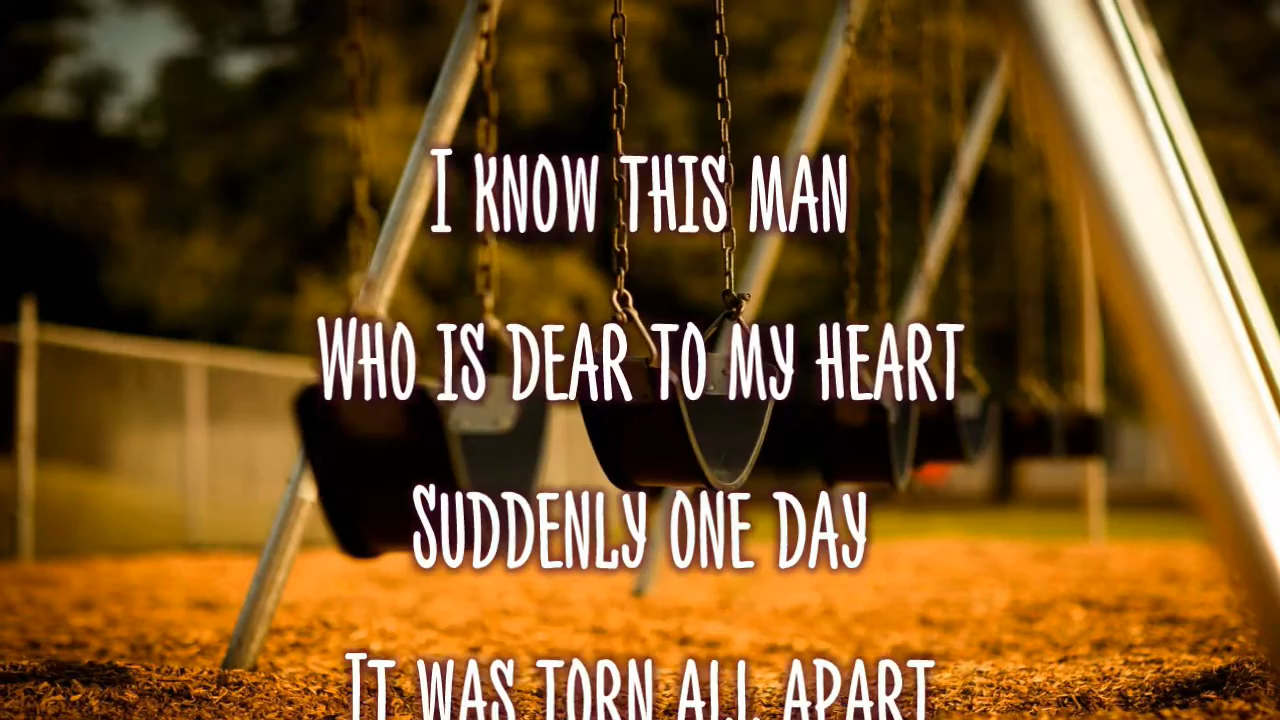 I know this man
Who is dear to my heart
Suddenly one day
It was torn all apart